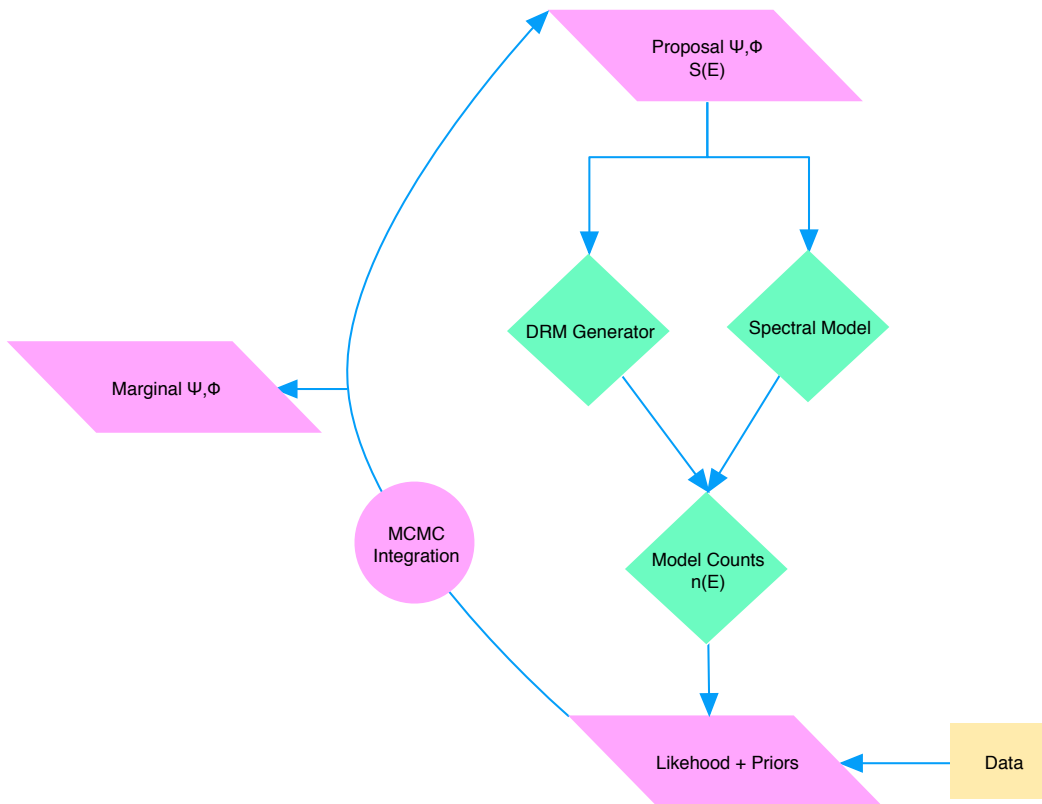 Proposal Ψ,Φ
S(E)
DRM Generator
Spectral Model
Marginal Ψ,Φ
MCMC
Integration
Model Counts
n(E)
Likehood + Priors
Data